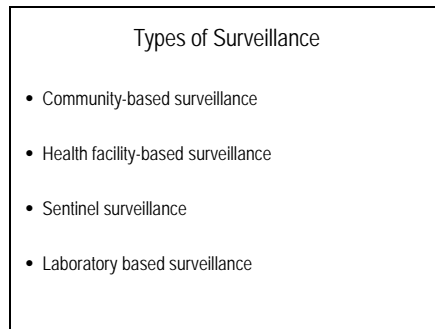 Types of Surveillance
• Community-based surveillance
• Health facility-based surveillance
• Sentinel surveillance
• Laboratory based surveillance